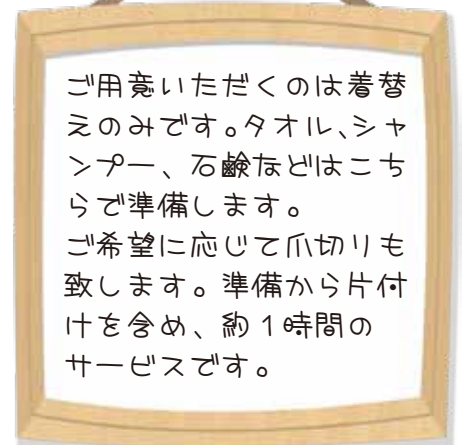 ご用意いただくのは着替
えのみです。タオル、シャ
ンプー、石鹸などはこち
らで準備します。
ご希望に応じて爪切りも
致します。準備から片付
けを含め、約1時間の
サービスです。